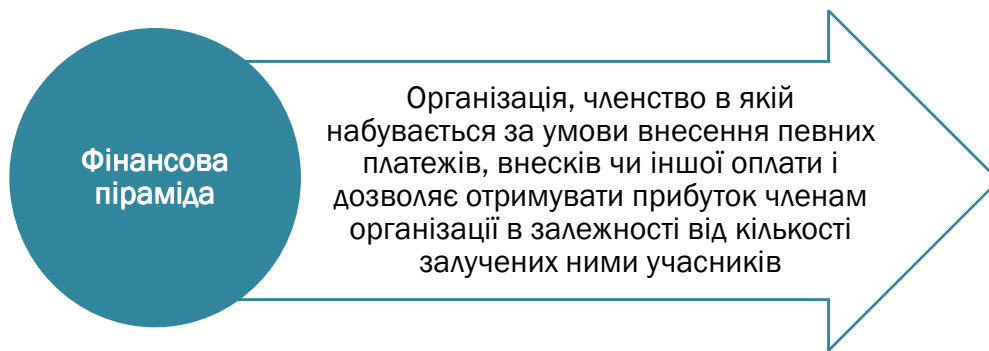 Фінансова
піраміда
Організація, членство в якій
набувається за умови внесення певних
платежів, внесків чи іншої оплати і
дозволяє отримувати прибуток членам
організації в залежності від кількості
залучених ними учасників